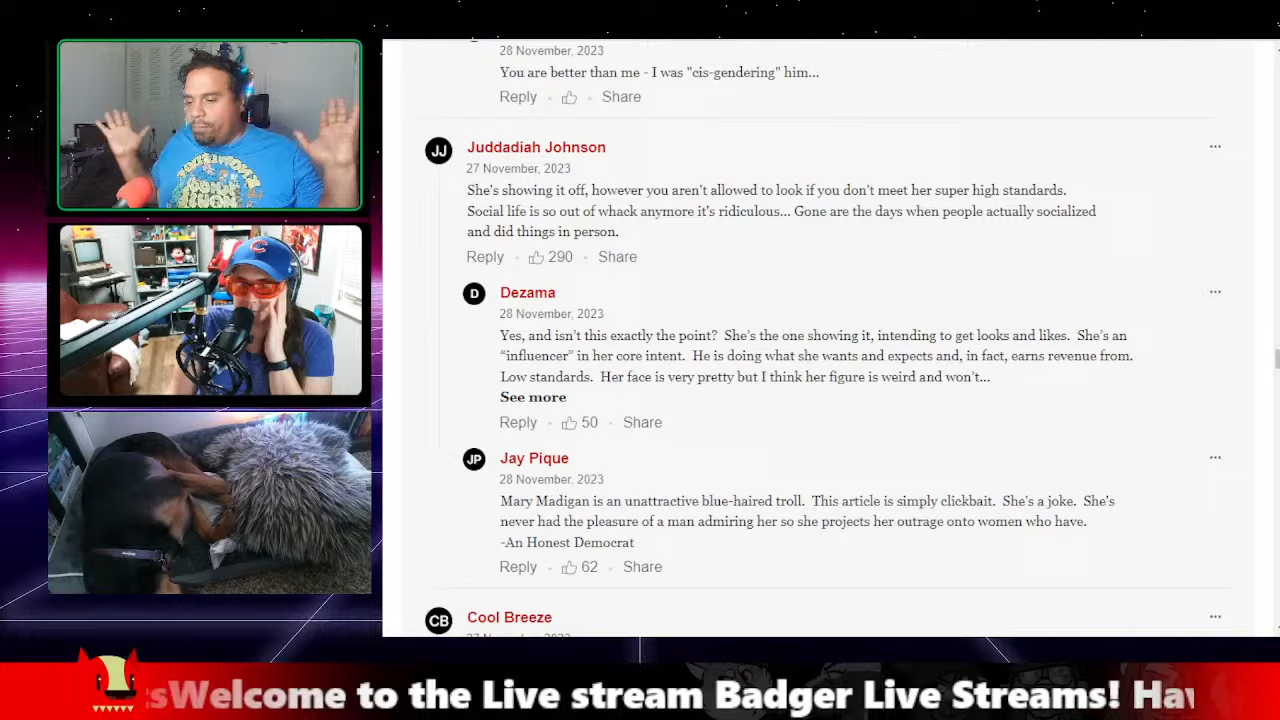 28 November, 2023
You are better than me - I was "cis-gendering" him...
Reply · · Share
JJ
Juddadiah Johnson
27 November, 2023
She's showing it off, however you aren't allowed to look if you don't meet her super high standards.
Social life is so out of whack anymore it's ridiculous... Gone are the days when people actually socialized
and did things in person.
Reply · 290 · Share
D
Dezama
28 November, 2023
Yes, and isn't this exactly the point? She's the one showing it, intending to get looks and likes. She's an
“influencer” in her core intent. He is doing what she wants and expects and, in fact, earns revenue from.
Low standards. Her face is very pretty but I think her figure is weird and won't...
See more
Reply · 50 · Share
JP
Jay Pique
28 November, 2023
Mary Madigan is an unattractive blue-haired troll. This article is simply clickbait. She's a joke. She's
never had the pleasure of a man admiring her so she projects her outrage onto women who have.
-An Honest Democrat
Reply · 62 · Share
CB
Cool Breeze
27 November, 2023
Welcome to the Live stream Badger Live Streams!